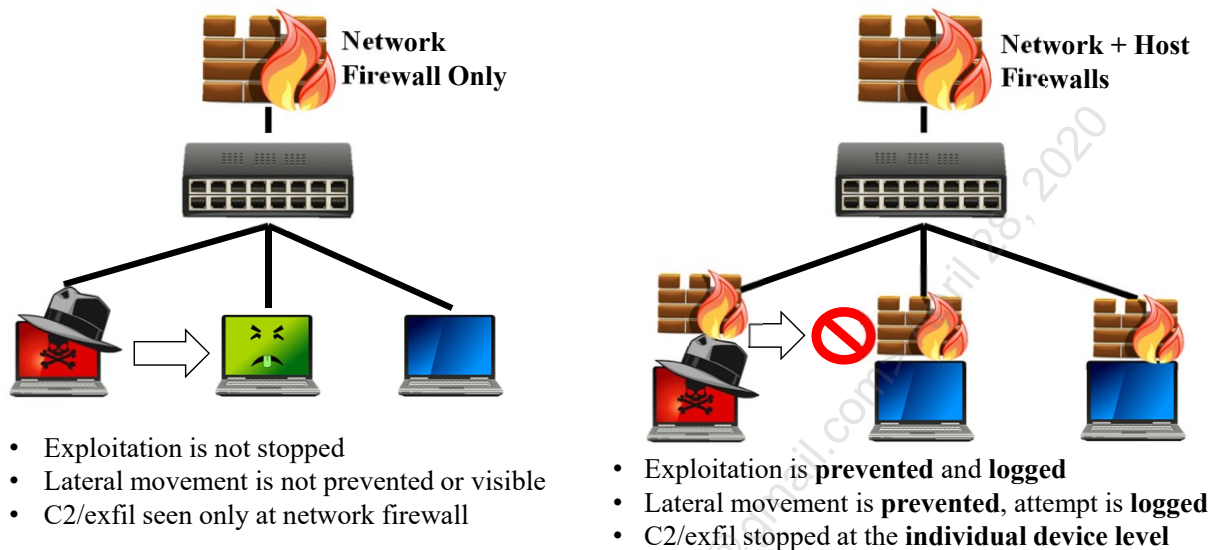 Network
Firewall Only
• Exploitation is not stopped
• Lateral movement is not prevented or visible
• C2/exfil seen only at network firewall
Network + Host
Firewalls
• Exploitation is prevented and logged
• Lateral movement is prevented, attempt is logged
• C2/exfil stopped at the individual device level
28, 2020